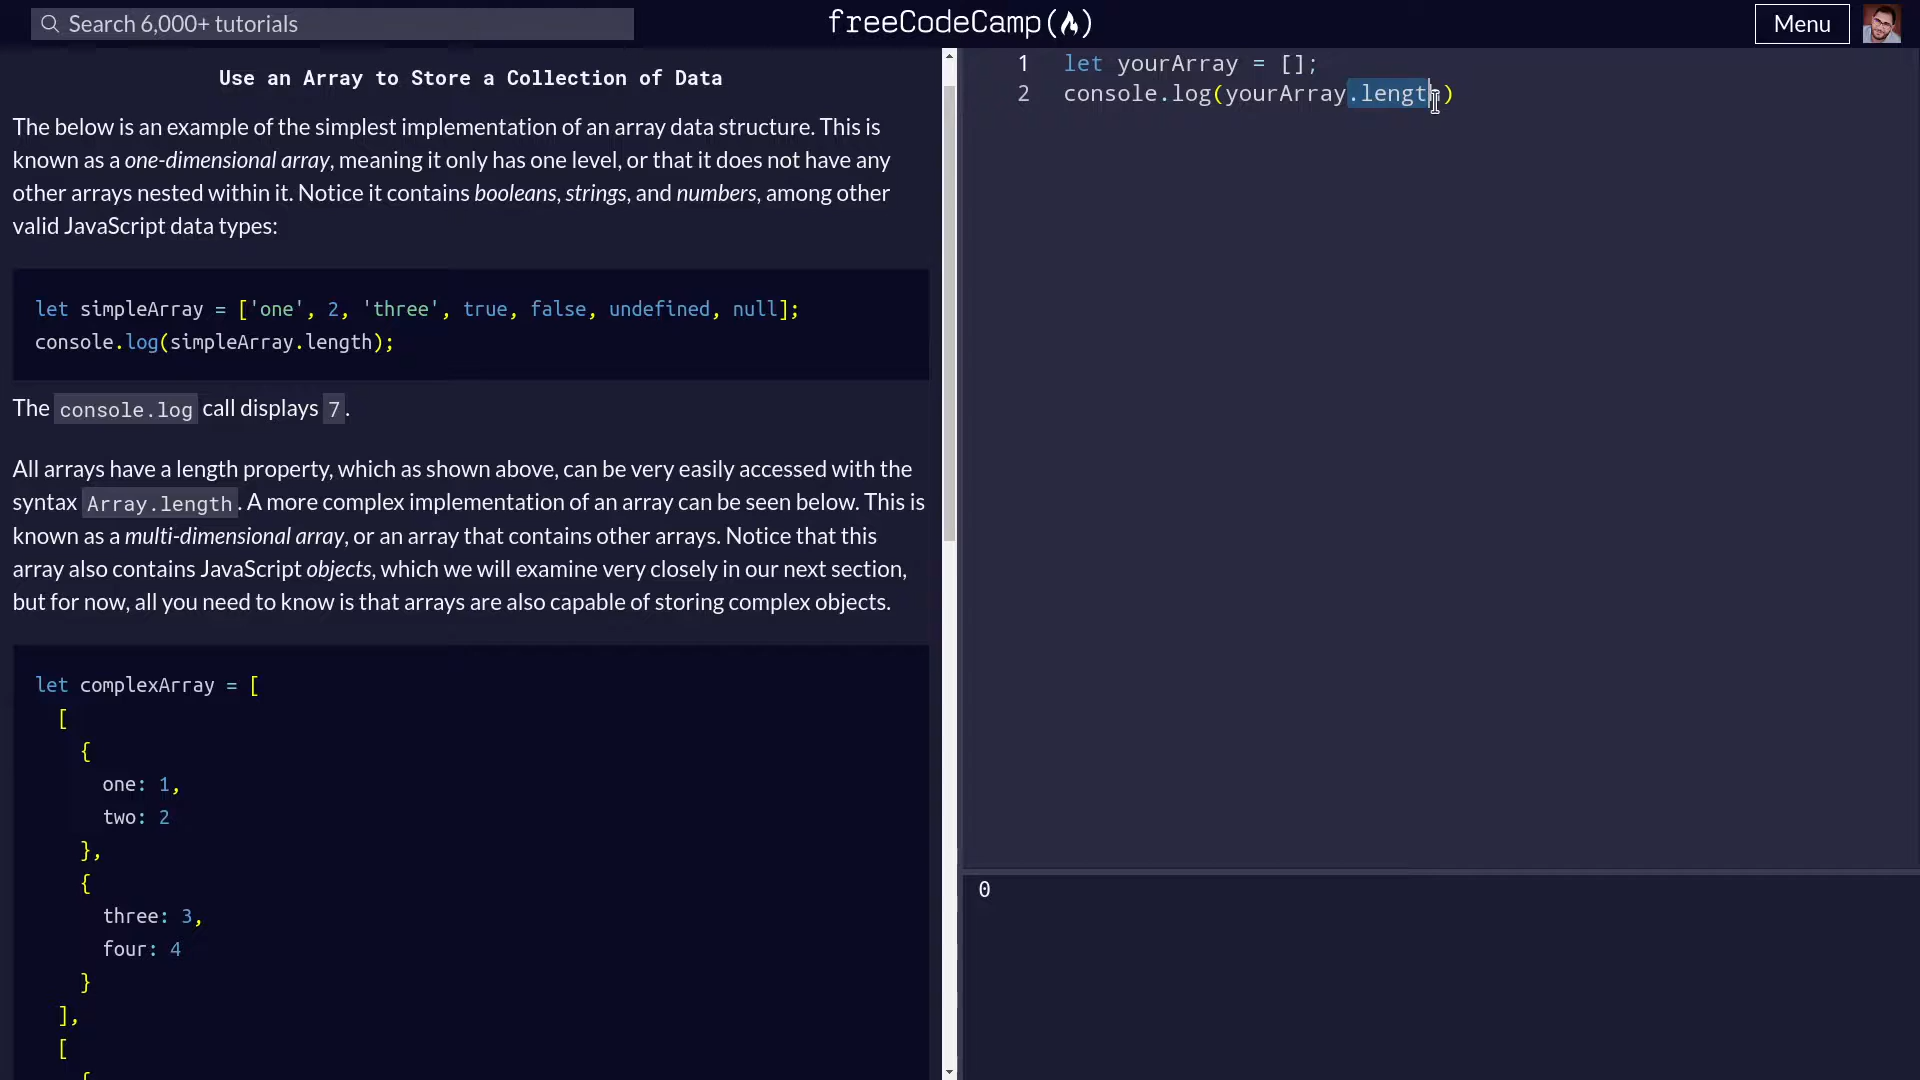 Search 6,000+ tutorials
freeCodeCamp
Menu
Use an Array to Store a Collection of Data
The below is an example of the simplest implementation of an array data structure. This is
known as a one-dimensional array, meaning it only has one level, or that it does not have any
other arrays nested within it. Notice it contains booleans, strings, and numbers, among other
valid JavaScript data types:
let simpleArray = ['one', 2, 'three', true, false, undefined, null];
console.log(simpleArray.length);
The console.log call displays 7.
All arrays have a length property, which as shown above, can be very easily accessed with the
syntax Array.length. A more complex implementation of an array can be seen below. This is
known as a multi-dimensional array, or an array that contains other arrays. Notice that this
array also contains JavaScript objects, which we will examine very closely in our next section,
but for now, all you need to know is that arrays are also capable of storing complex objects.
let complexArray = [
[
{
one: 1,
two: 2
},
{
three: 3,
four: 4
}
],
[
{
1 let yourArray = [];
2 console.log(yourArray.length)
0